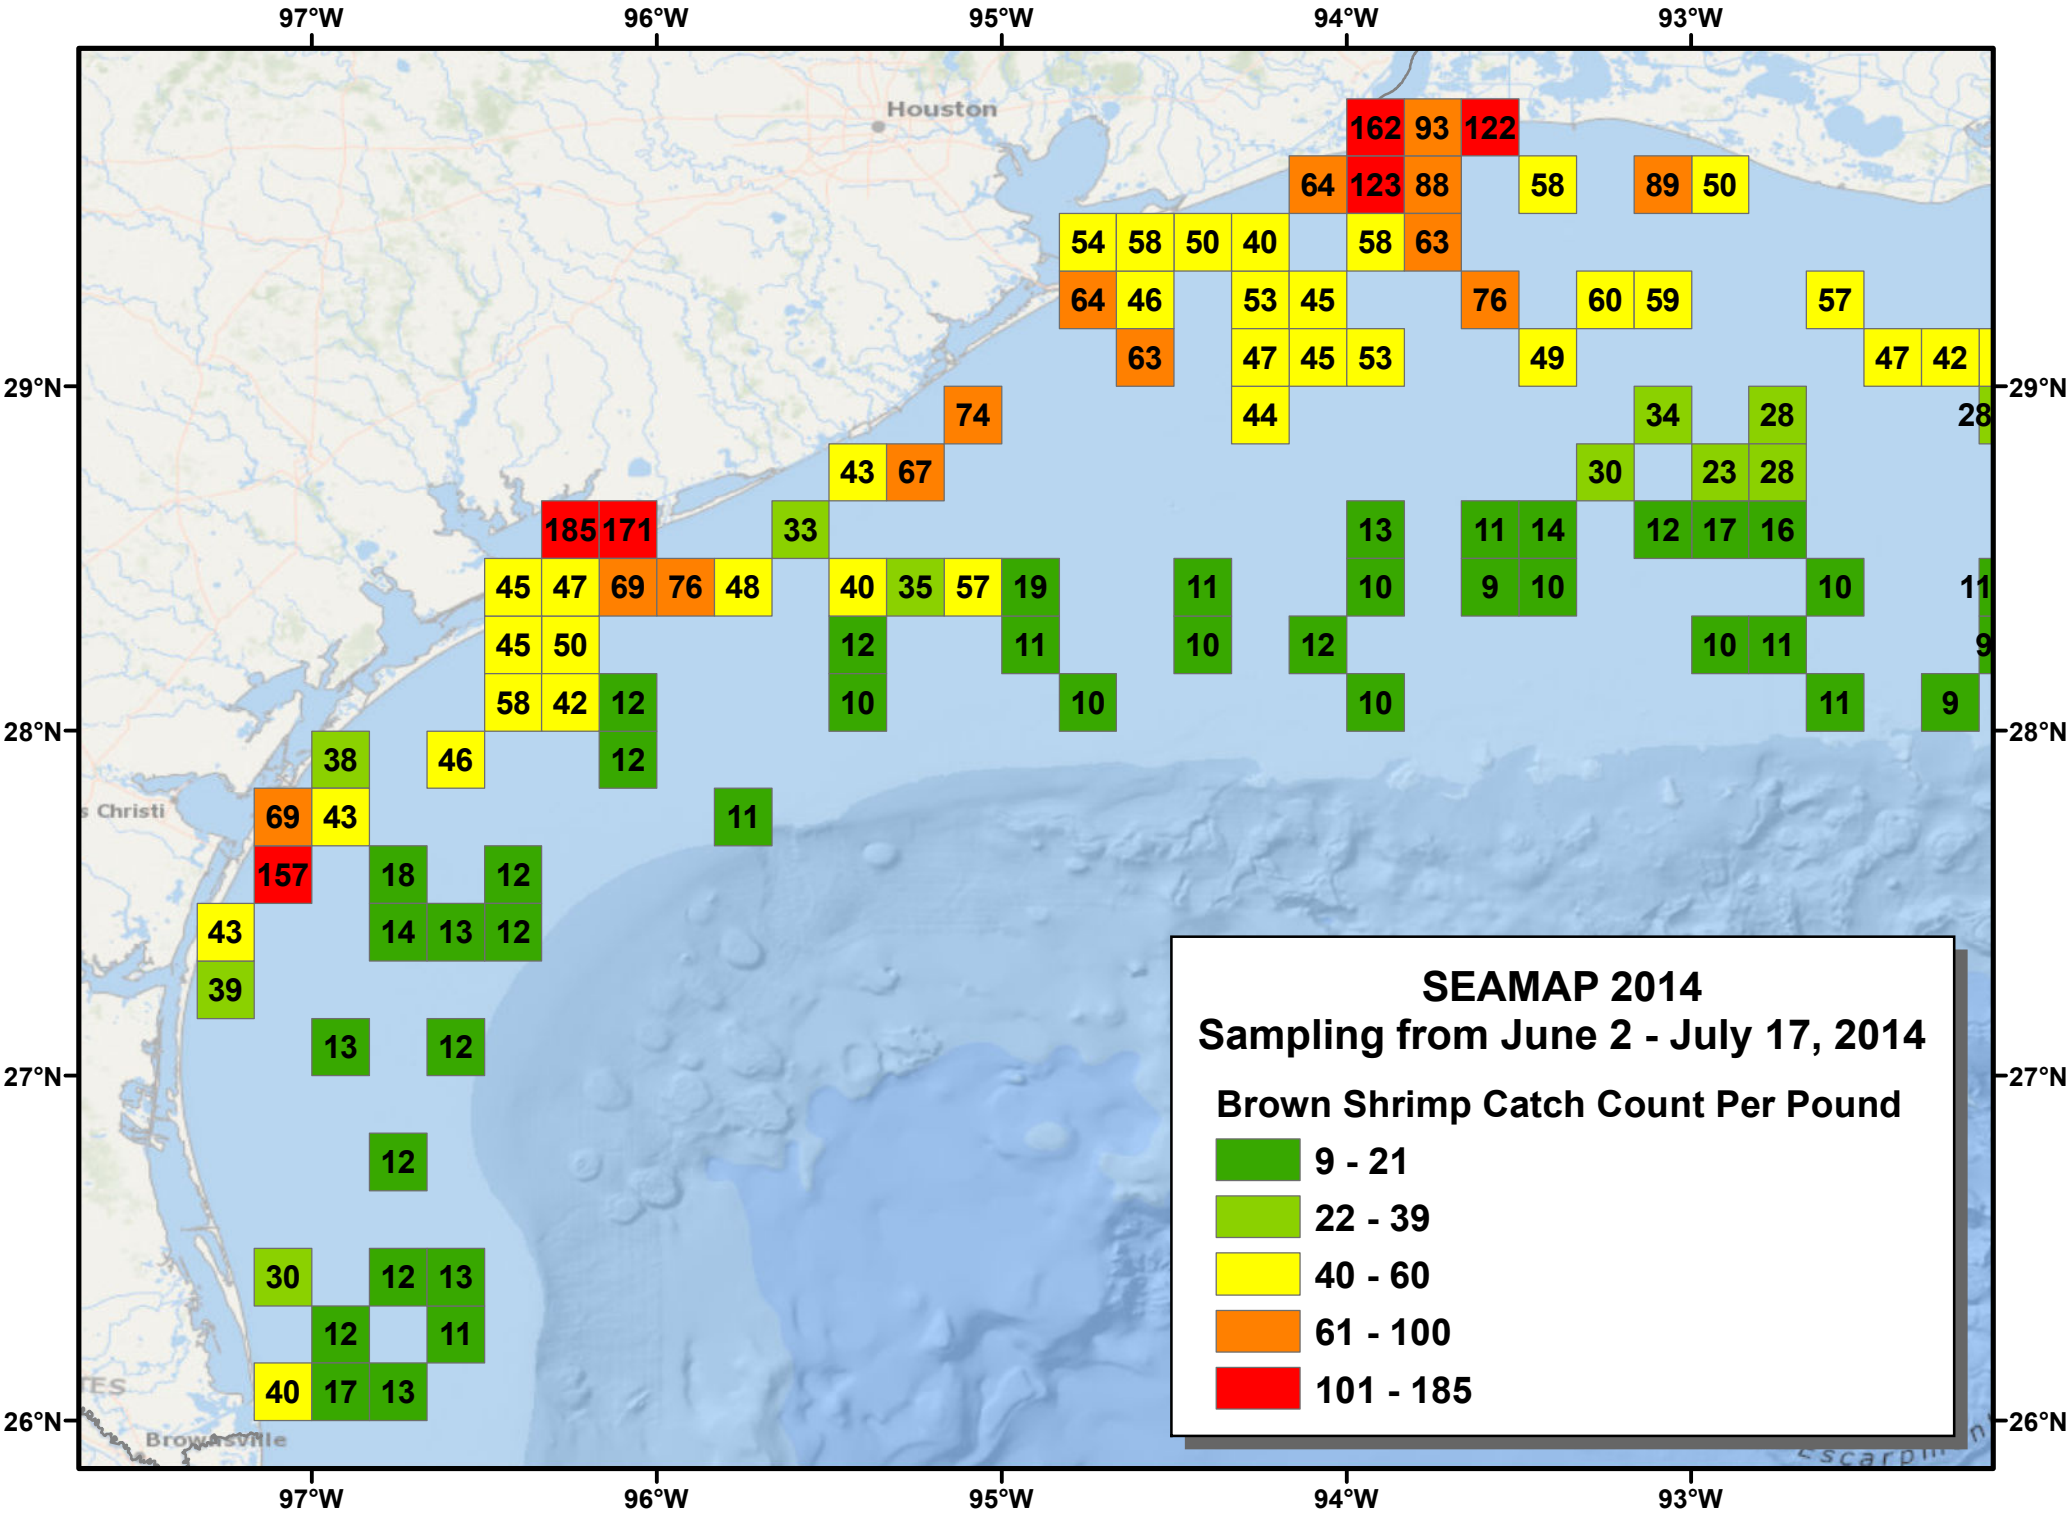 97°W 96°W 95°W 94°W 93°W
Houston
162 93 122
64 123 88 58 89 50
54 58 50 40 58 63
64 46 53 45 76 60 59 57
63 47 45 53 49 47 42
29°N 29°N
74 44 34 28 28
43 67 30 23 28
185 171 33 13 11 14 12 17 16
45 47 69 76 48 40 35 57 19 11 10 9 10 10 11
45 50 12 11 10 12 10 11 9
58 42 12 10 10 10 11 9
28°N 28°N
38 46 12
s Christi 69 43 11
157 18 12
43 14 13 12
39
13 12
27°N 27°N
12
30 12 13
12 11
40 17 13
TES
26°N 26°N
Brownsville
SEAMAP 2014
Sampling from June 2 - July 17, 2014
Brown Shrimp Catch Count Per Pound
9 - 21
22 - 39
40 - 60
61 - 100
101 - 185
97°W 96°W 95°W 94°W 93°W